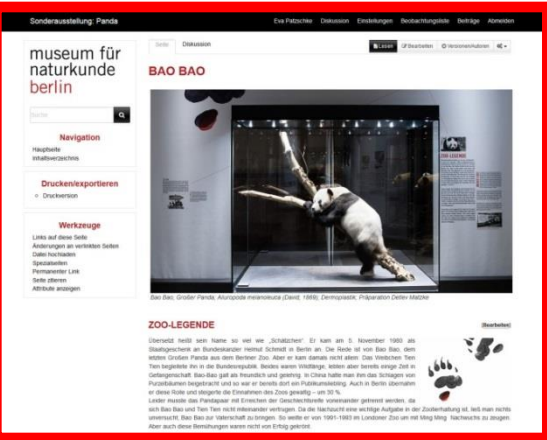 Sonderausstellung: Panda
Eva Patzschke Diskussion Einstellungen Beobachtungsliste Beiträge Abmelden
museum für
naturkunde
berlin
Suche
Navigation
Hauptseite
Inhaltsverzeichnis
Drucken/exportieren
Druckversion
Werkzeuge
Links auf diese Seite
Änderungen an verlinkten Seiten
Datei hochladen
Spezialseiten
Permanenter Link
Seite zitieren
Attribute anzeigen
Seite Diskussion
Lesen Bearbeiten Versionen/Autoren
BAO BAO
ZOO-LEGENDE
Bao Bao, Großer Panda, Ailuropoda melanoleuca (David, 1869), Dermoplastik, Präparation Detlev Matzke
ZOO-LEGENDE
[Bearbeiten]
Übersetzt heißt sein Name so viel wie „Schätzchen". Er kam am 5. November 1980 als
Staatsgeschenk an Bundeskanzler Helmut Schmidt in Berlin an. Die Rede ist von Bao Bao, dem
letzten Großen Panda aus dem Berliner Zoo. Aber er kam damals nicht allein: Das Weibchen Tjen
Tjen begleitete ihn in die Bundesrepublik. Beides waren Wildfänge, lebten aber bereits einige Zeit in
Gefangenschaft. Bao-Bao galt als freundlich und gelehrig. In China hatte man ihm das Schlagen von
Purzelbäumen beigebracht und so war er bereits dort ein Publikumsliebling. Auch in Berlin übernahm
er diese Rolle und steigerte die Einnahmen des Zoos gewaltig – um 50 %.
Leider musste das Pandapaar mit Erreichen der Geschlechtsreife voneinander getrennt werden, da
sich Bao Bao und Tjen Tjen nicht miteinander vertrugen. Da die Nachzucht eine wichtige Aufgabe in der Zootierhaltung ist, ließ man nichts
unversucht, Bao Bao zur Vaterschaft zu bringen. So weilte er von 1991-1993 im Londoner Zoo um mit Ming Ming Nachwuchs zu zeugen.
Aber auch diese Bemühungen waren nicht von Erfolg gekrönt.